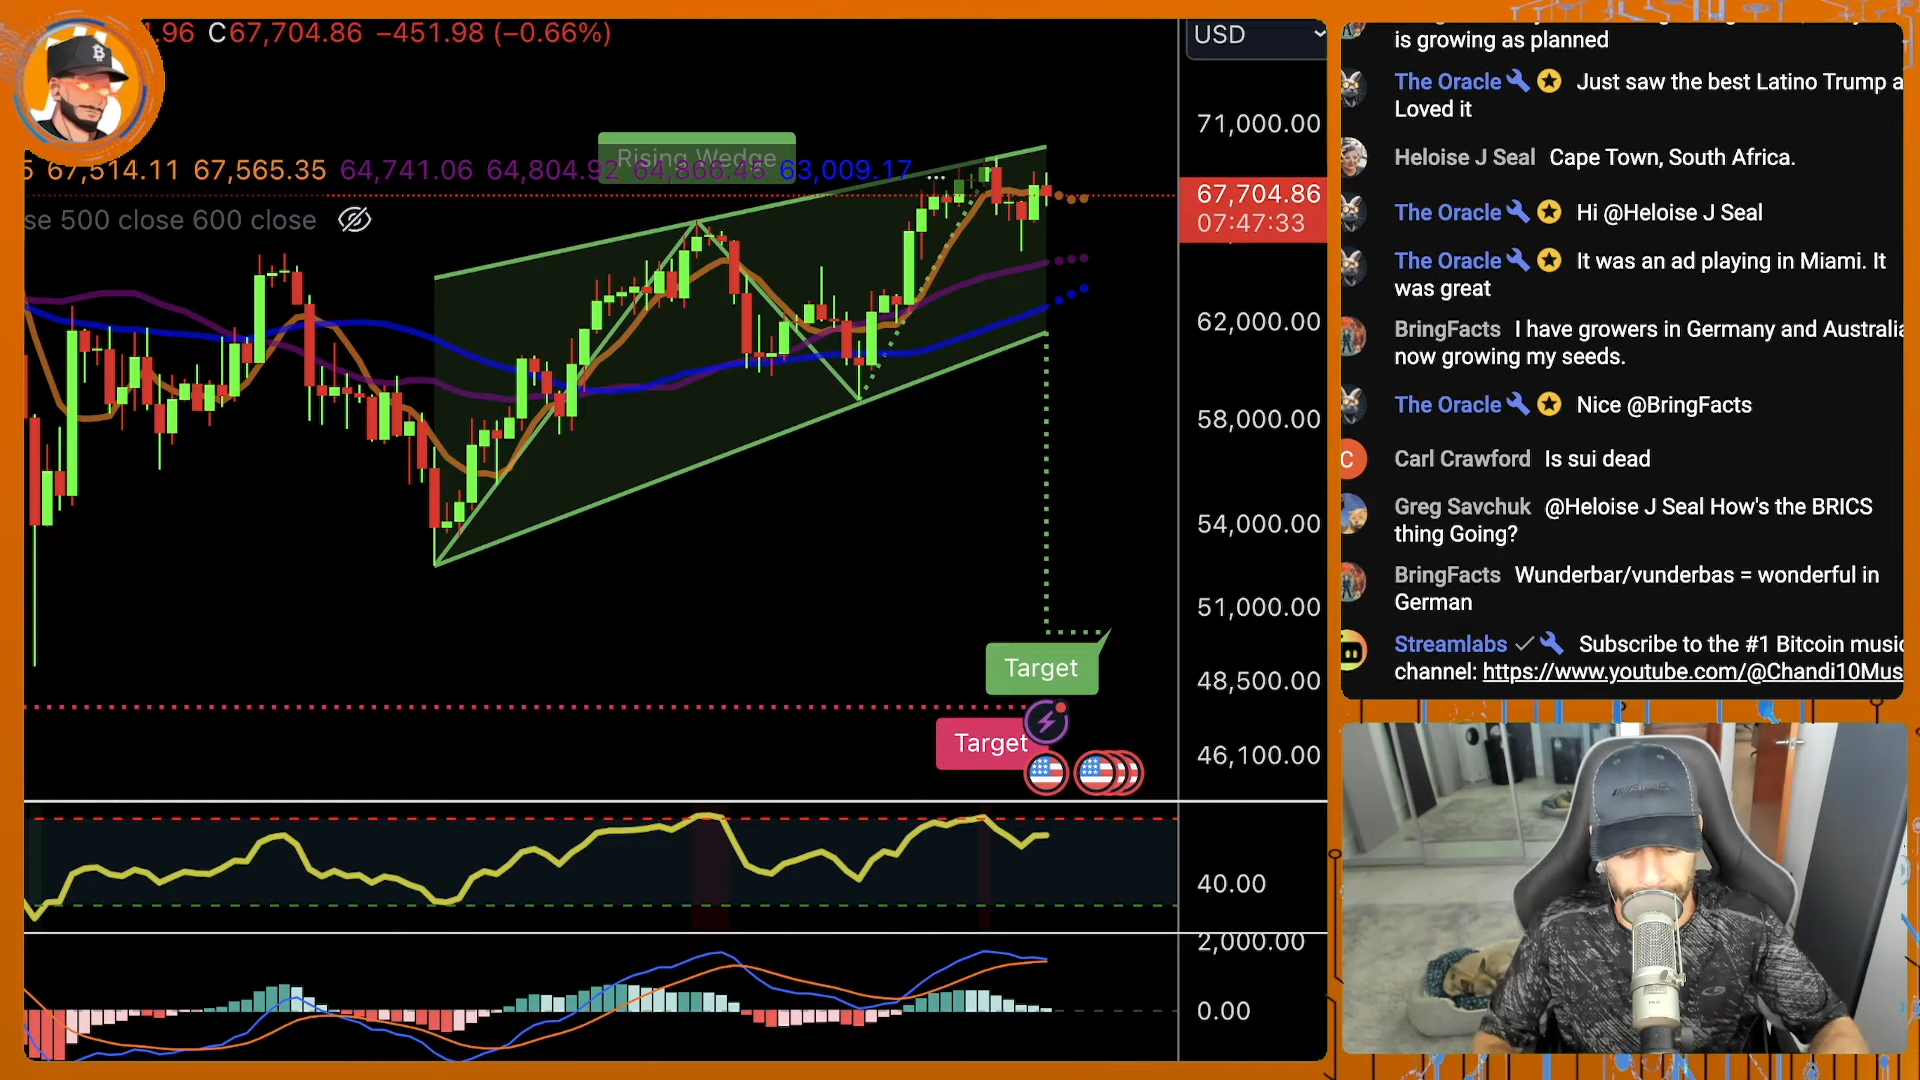 .96 C67,704.86 −451.98 (−0.66%)
USD
71,000.00
Rising Wedge
5 67,514.11 67,565.35 64,741.06 64,804.92 64,866.45 63,009.17 ...
67,704.86
07:47:33
se 500 close 600 close
62,000.00
58,000.00
54,000.00
51,000.00
Target
48,500.00
Target
46,100.00
40.00
2,000.00
0.00
is growing as planned
The Oracle Just saw the best Latino Trump a
Loved it
Heloise J Seal Cape Town, South Africa.
The Oracle Hi @Heloise J Seal
The Oracle It was an ad playing in Miami. It
was great
BringFacts I have growers in Germany and Australia
now growing my seeds.
The Oracle Nice @BringFacts
C
Carl Crawford Is sui dead
Greg Savchuk @Heloise J Seal How's the BRICS
thing Going?
BringFacts Wunderbar/vunderbas = wonderful in
German
Streamlabs Subscribe to the #1 Bitcoin music
channel: https://www.youtube.com/@Chandi10Mus